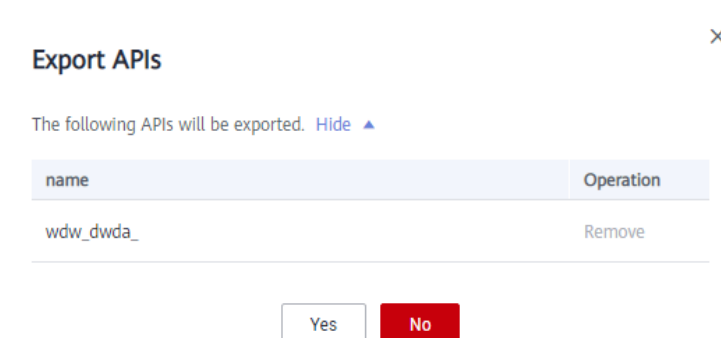 Export APIs
The following APIs will be exported. Hide
name Operation
wdw_dwda_ Remove
Yes No